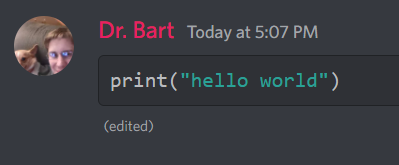 Dr. Bart Today at 5:07 PM
print("hello world")
(edited)